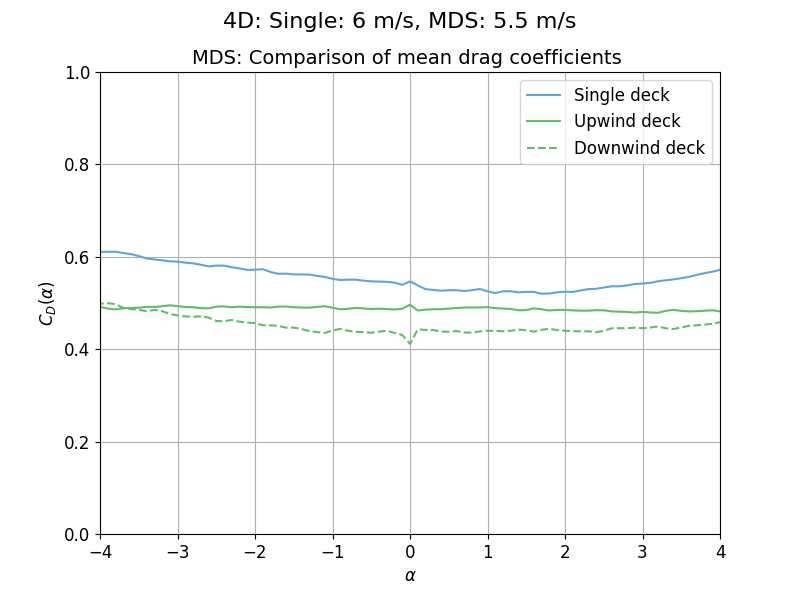 4D: Single: 6 m/s, MDS: 5.5 m/s
MDS: Comparison of mean drag coefficients
Single deck
Upwind deck
Downwind deck
1.0
0.8
0.6
0.4
0.2
0.0
C_D(α)
−4 −3 −2 −1 0 1 2 3 4
α